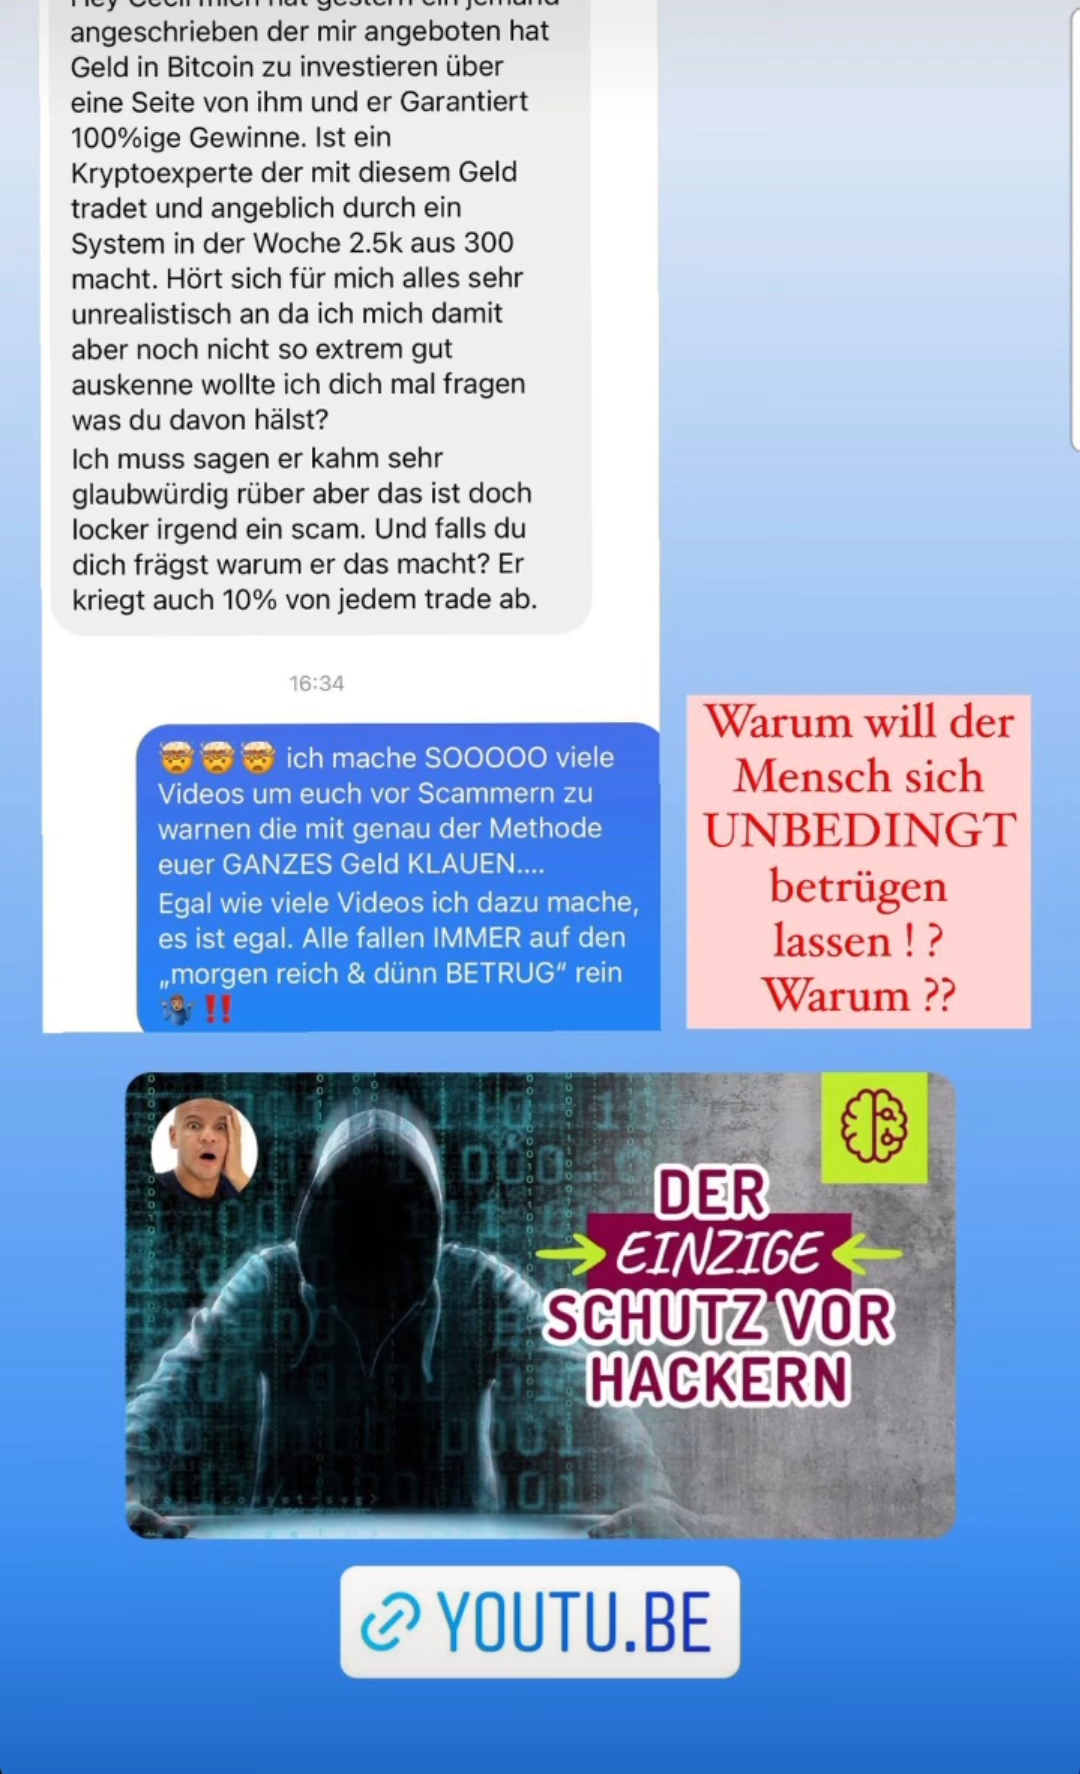 Hey Cecil mich hat gestern ein jemand
angeschrieben der mir angeboten hat
Geld in Bitcoin zu investieren über
eine Seite von ihm und er Garantiert
100%ige Gewinne. Ist ein
Kryptoexperte der mit diesem Geld
tradet und angeblich durch ein
System in der Woche 2.5k aus 300
macht. Hört sich für mich alles sehr
unrealistisch an da ich mich damit
aber noch nicht so extrem gut
auskenne wollte ich dich mal fragen
was du davon hälst?
Ich muss sagen er kahm sehr
glaubwürdig rüber aber das ist doch
locker irgend ein scam. Und falls du
dich frägst warum er das macht? Er
kriegt auch 10% von jedem trade ab.
16:34
🤯🤯🤯 ich mache SOOOOO viele
Videos um euch vor Scammern zu
warnen die mit genau der Methode
euer GANZES Geld KLAUEN....
Egal wie viele Videos ich dazu mache,
es ist egal. Alle fallen IMMER auf den
„morgen reich & dünn BETRUG“ rein
🤷🏽‍♂️‼️
Warum will der
Mensch sich
UNBEDINGT
betrügen
lassen ! ?
Warum ??
DER
EINZIGE
SCHUTZ VOR
HACKERN
YOUTU.BE